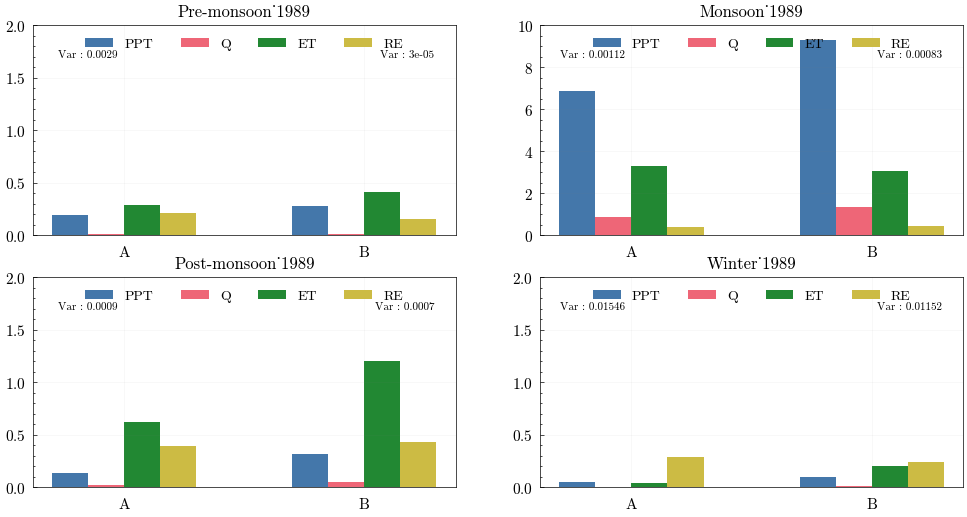 Pre-monsoon˙1989
2.0
1.5
1.0
0.5
0.0
PPT Q ET RE
Var : 0.0029 Var : 3e-05
A B
Monsoon˙1989
10
8
6
4
2
0
PPT Q ET RE
Var : 0.00112 Var : 0.00083
A B
Post-monsoon˙1989
2.0
1.5
1.0
0.5
0.0
PPT Q ET RE
Var : 0.0009 Var : 0.0007
A B
Winter˙1989
2.0
1.5
1.0
0.5
0.0
PPT Q ET RE
Var : 0.01546 Var : 0.01152
A B